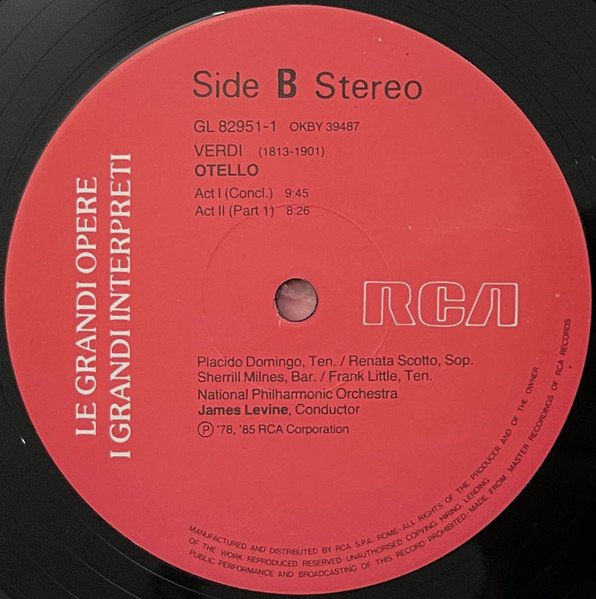 Side B Stereo
GL 82951-1 OKBY 39487
VERDI (1813-1901)
OTELLO
Act I (Concl.) 9:45
Act II (Part 1) 8:26
LE GRANDI OPERE
I GRANDI INTERPRETI
RCA
Placido Domingo, Ten. / Renata Scotto, Sop.
Sherrill Milnes, Bar. / Frank Little, Ten.
National Philharmonic Orchestra
James Levine, Conductor
Ⓟ '78, '85 RCA Corporation
MANUFACTURED AND DISTRIBUTED BY RCA S.P.A. ROME-ALL RIGHTS OF THE PRODUCER AND OF THE OWNER
OF THE WORK REPRODUCED RESERVED-UNAUTHORISED COPYING, HIRING, LENDING
PUBLIC PERFORMANCE AND BROADCASTING OF THIS RECORD PROHIBITED-MADE FROM MASTER RECORDINGS OF RCA RECORDS